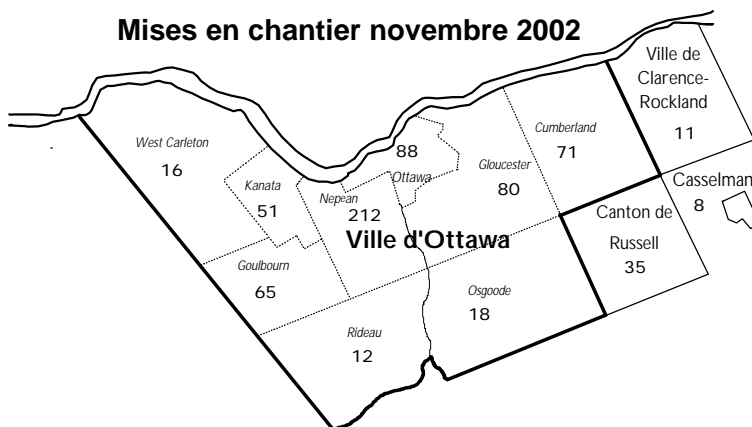 Mises en chantier novembre 2002
Ville de
Clarence-
Rockland
11
West Carleton
16
88
Ottawa
Cumberland
71
Kanata
51
Nepean
212
Gloucester
80
Casselman
8
Ville d'Ottawa
Canton de
Russell
35
Goulbourn
65
Osgoode
18
Rideau
12